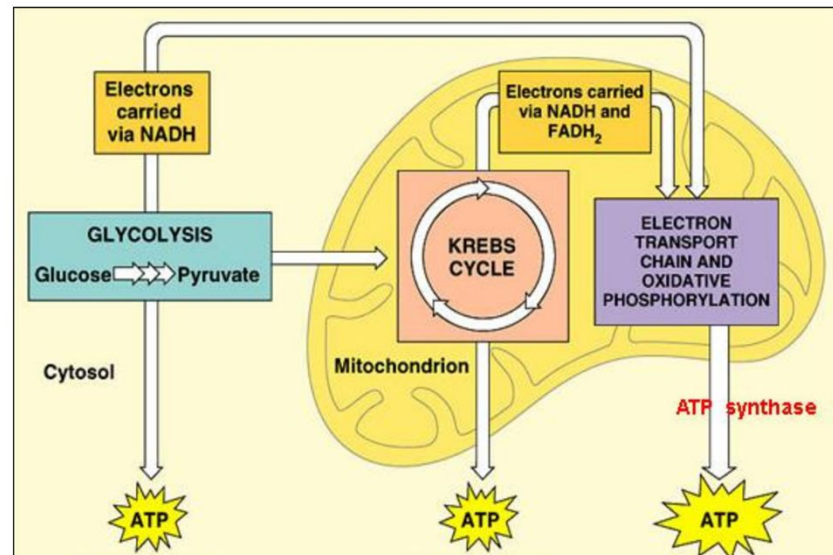 Electrons
carried
via NADH
Electrons carried
via NADH and
FADH₂
GLYCOLYSIS
Glucose Pyruvate
KREBS
CYCLE
ELECTRON
TRANSPORT
CHAIN AND
OXIDATIVE
PHOSPHORYLATION
Cytosol
Mitochondrion
ATP synthase
ATP
ATP
ATP